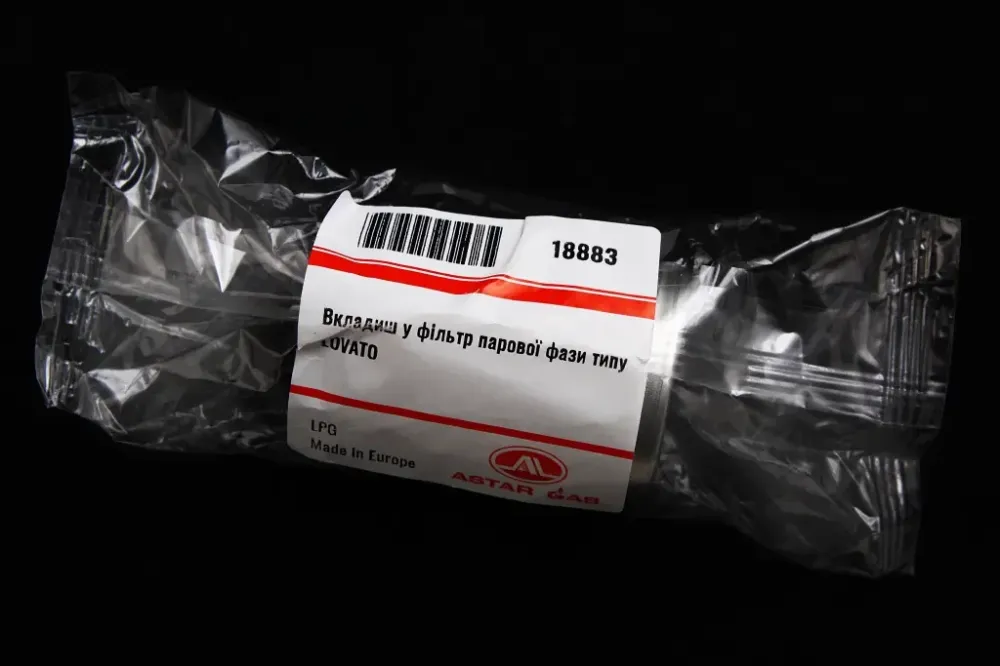 18883
Вкладиш у фільтр парової фази типу
LOVATO
LPG
Made in Europe
ASTAR GAS